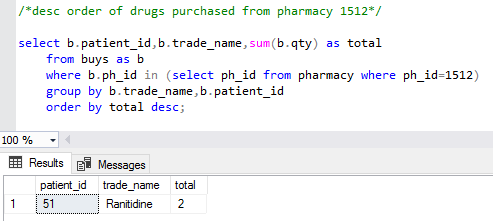 /*desc order of drugs purchased from pharmacy 1512*/
select b.patient_id,b.trade_name,sum(b.qty) as total
from buys as b
where b.ph_id in (select ph_id from pharmacy where ph_id=1512)
group by b.trade_name,b.patient_id
order by total desc;
100 %
Results Messages
patient_id trade_name total
1 51 Ranitidine 2